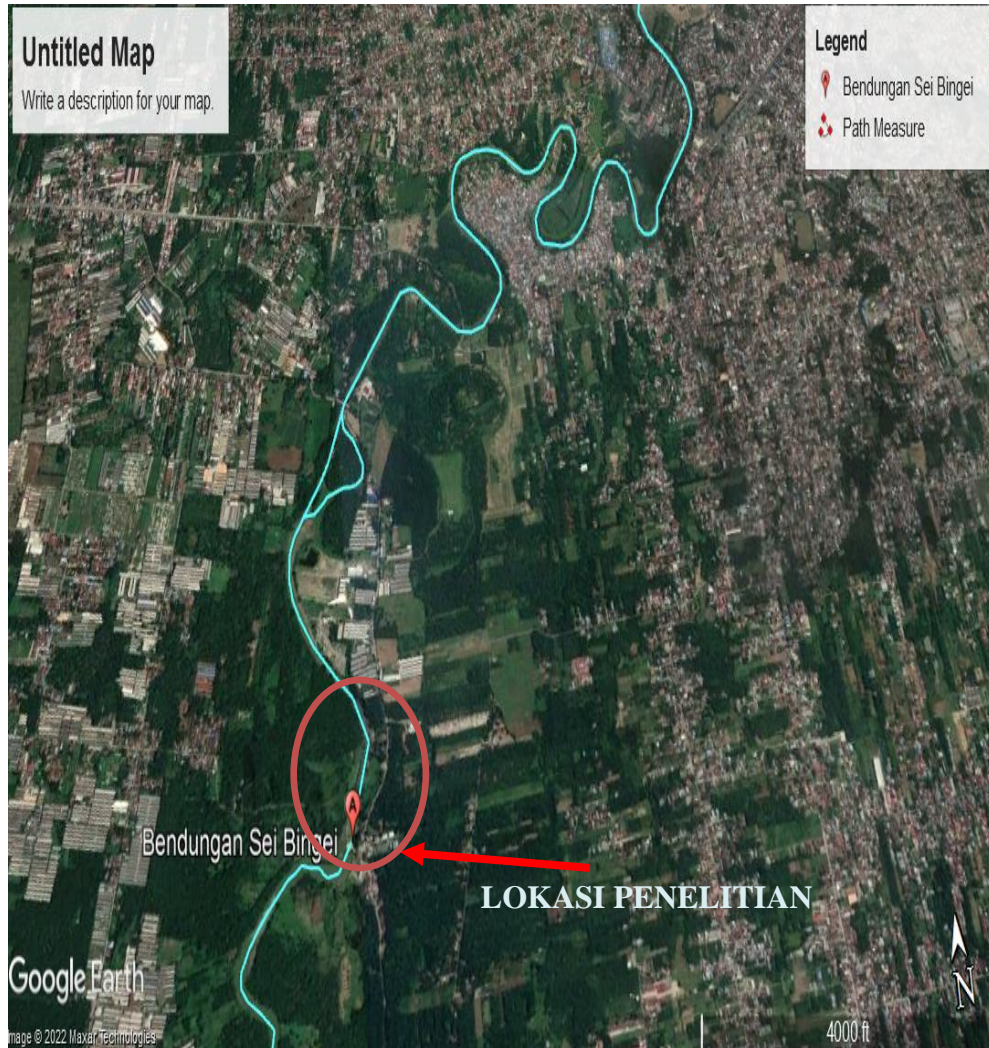 Untitled Map
Write a description for your map.
Legend
Bendungan Sei Bingei
Path Measure
A
Bendungan Sei Bingei
LOKASI PENELITIAN
Google Earth
N
Image © 2022 Maxar Technologies
4000 ft